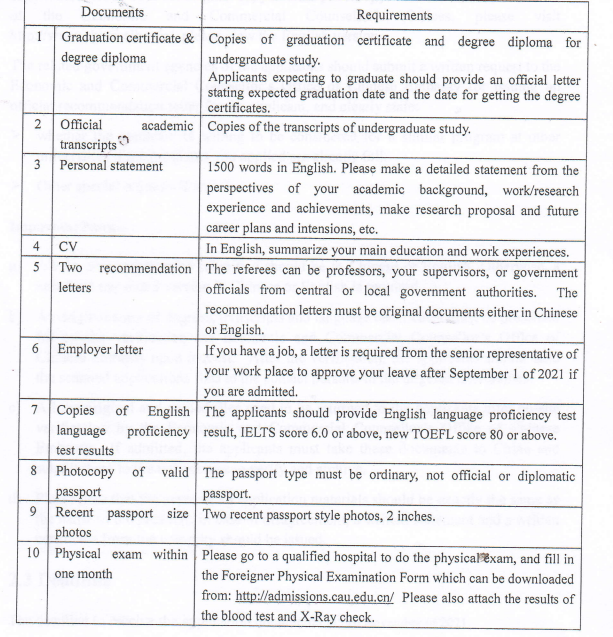 Documents Requirements
1 Graduation certificate & Copies of graduation certificate and degree diploma for
degree diploma undergraduate study.
Applicants expecting to graduate should provide an official letter
stating expected graduation date and the date for getting the degree
certificates.
2 Official academic Copies of the transcripts of undergraduate study.
transcripts
3 Personal statement 1500 words in English. Please make a detailed statement from the
perspectives of your academic background, work/research
experience and achievements, make research proposal and future
career plans and intensions, etc.
4 CV In English, summarize your main education and work experiences.
5 Two recommendation The referees can be professors, your supervisors, or government
letters officials from central or local government authorities. The
recommendation letters must be original documents either in Chinese
or English.
6 Employer letter If you have a job, a letter is required from the senior representative of
your work place to approve your leave after September 1 of 2021 if
you are admitted.
7 Copies of English The applicants should provide English language proficiency test
language proficiency result, IELTS score 6.0 or above, new TOEFL score 80 or above.
test results
8 Photocopy of valid The passport type must be ordinary, not official or diplomatic
passport passport.
9 Recent passport size Two recent passport style photos, 2 inches.
photos
10 Physical exam within Please go to a qualified hospital to do the physical exam, and fill in
one month the Foreigner Physical Examination Form which can be downloaded
from: http://admissions.cau.edu.cn/ Please also attach the results of
the blood test and X-Ray check.